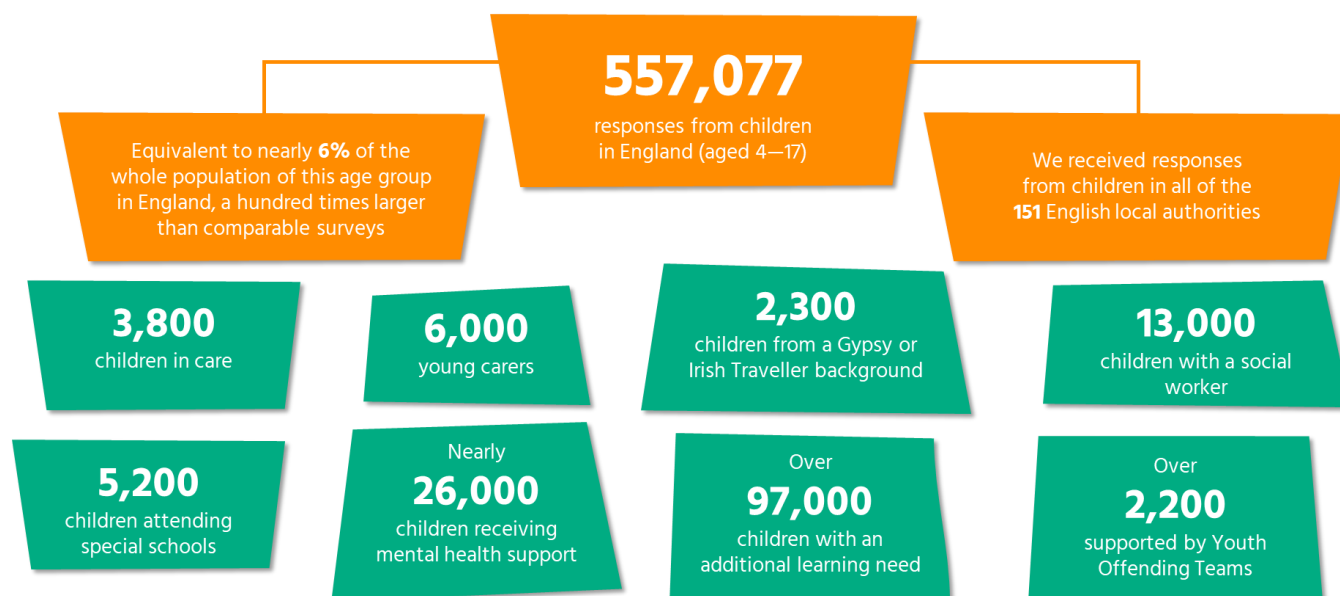 557,077
responses from children
in England (aged 4—17)
Equivalent to nearly 6% of the
whole population of this age group
in England, a hundred times larger
than comparable surveys
We received responses
from children in all of the
151 English local authorities
3,800
children in care
6,000
young carers
2,300
children from a Gypsy or
Irish Traveller background
13,000
children with a social
worker
5,200
children attending
special schools
Nearly
26,000
children receiving
mental health support
Over
97,000
children with an
additional learning need
Over
2,200
supported by Youth
Offending Teams